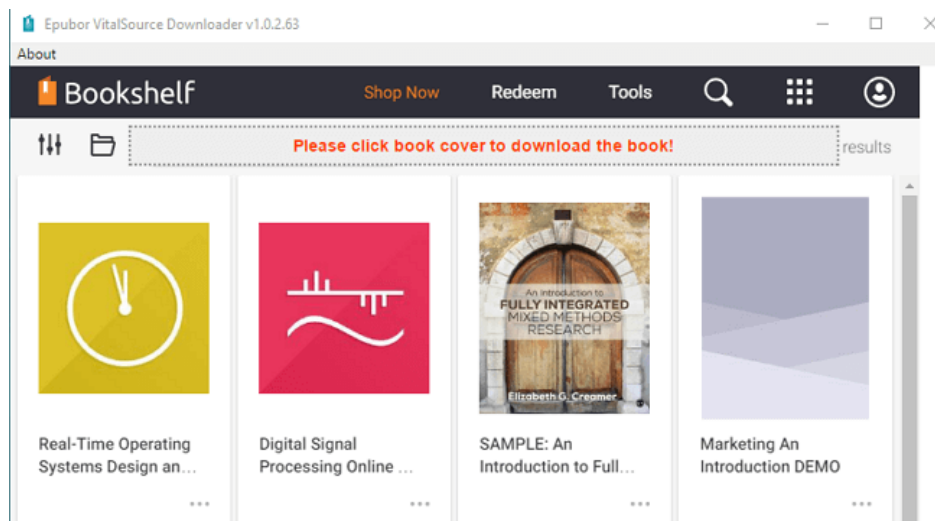 Epubor VitalSource Downloader v1.0.2.63
About
Bookshelf
Shop Now
Redeem
Tools
Please click book cover to download the book!
results
An Introduction to
FULLY INTEGRATED
MIXED METHODS
RESEARCH
Elizabeth G. Creamer
Real-Time Operating
Systems Design an...
Digital Signal
Processing Online ...
SAMPLE: An
Introduction to Full...
Marketing An
Introduction DEMO